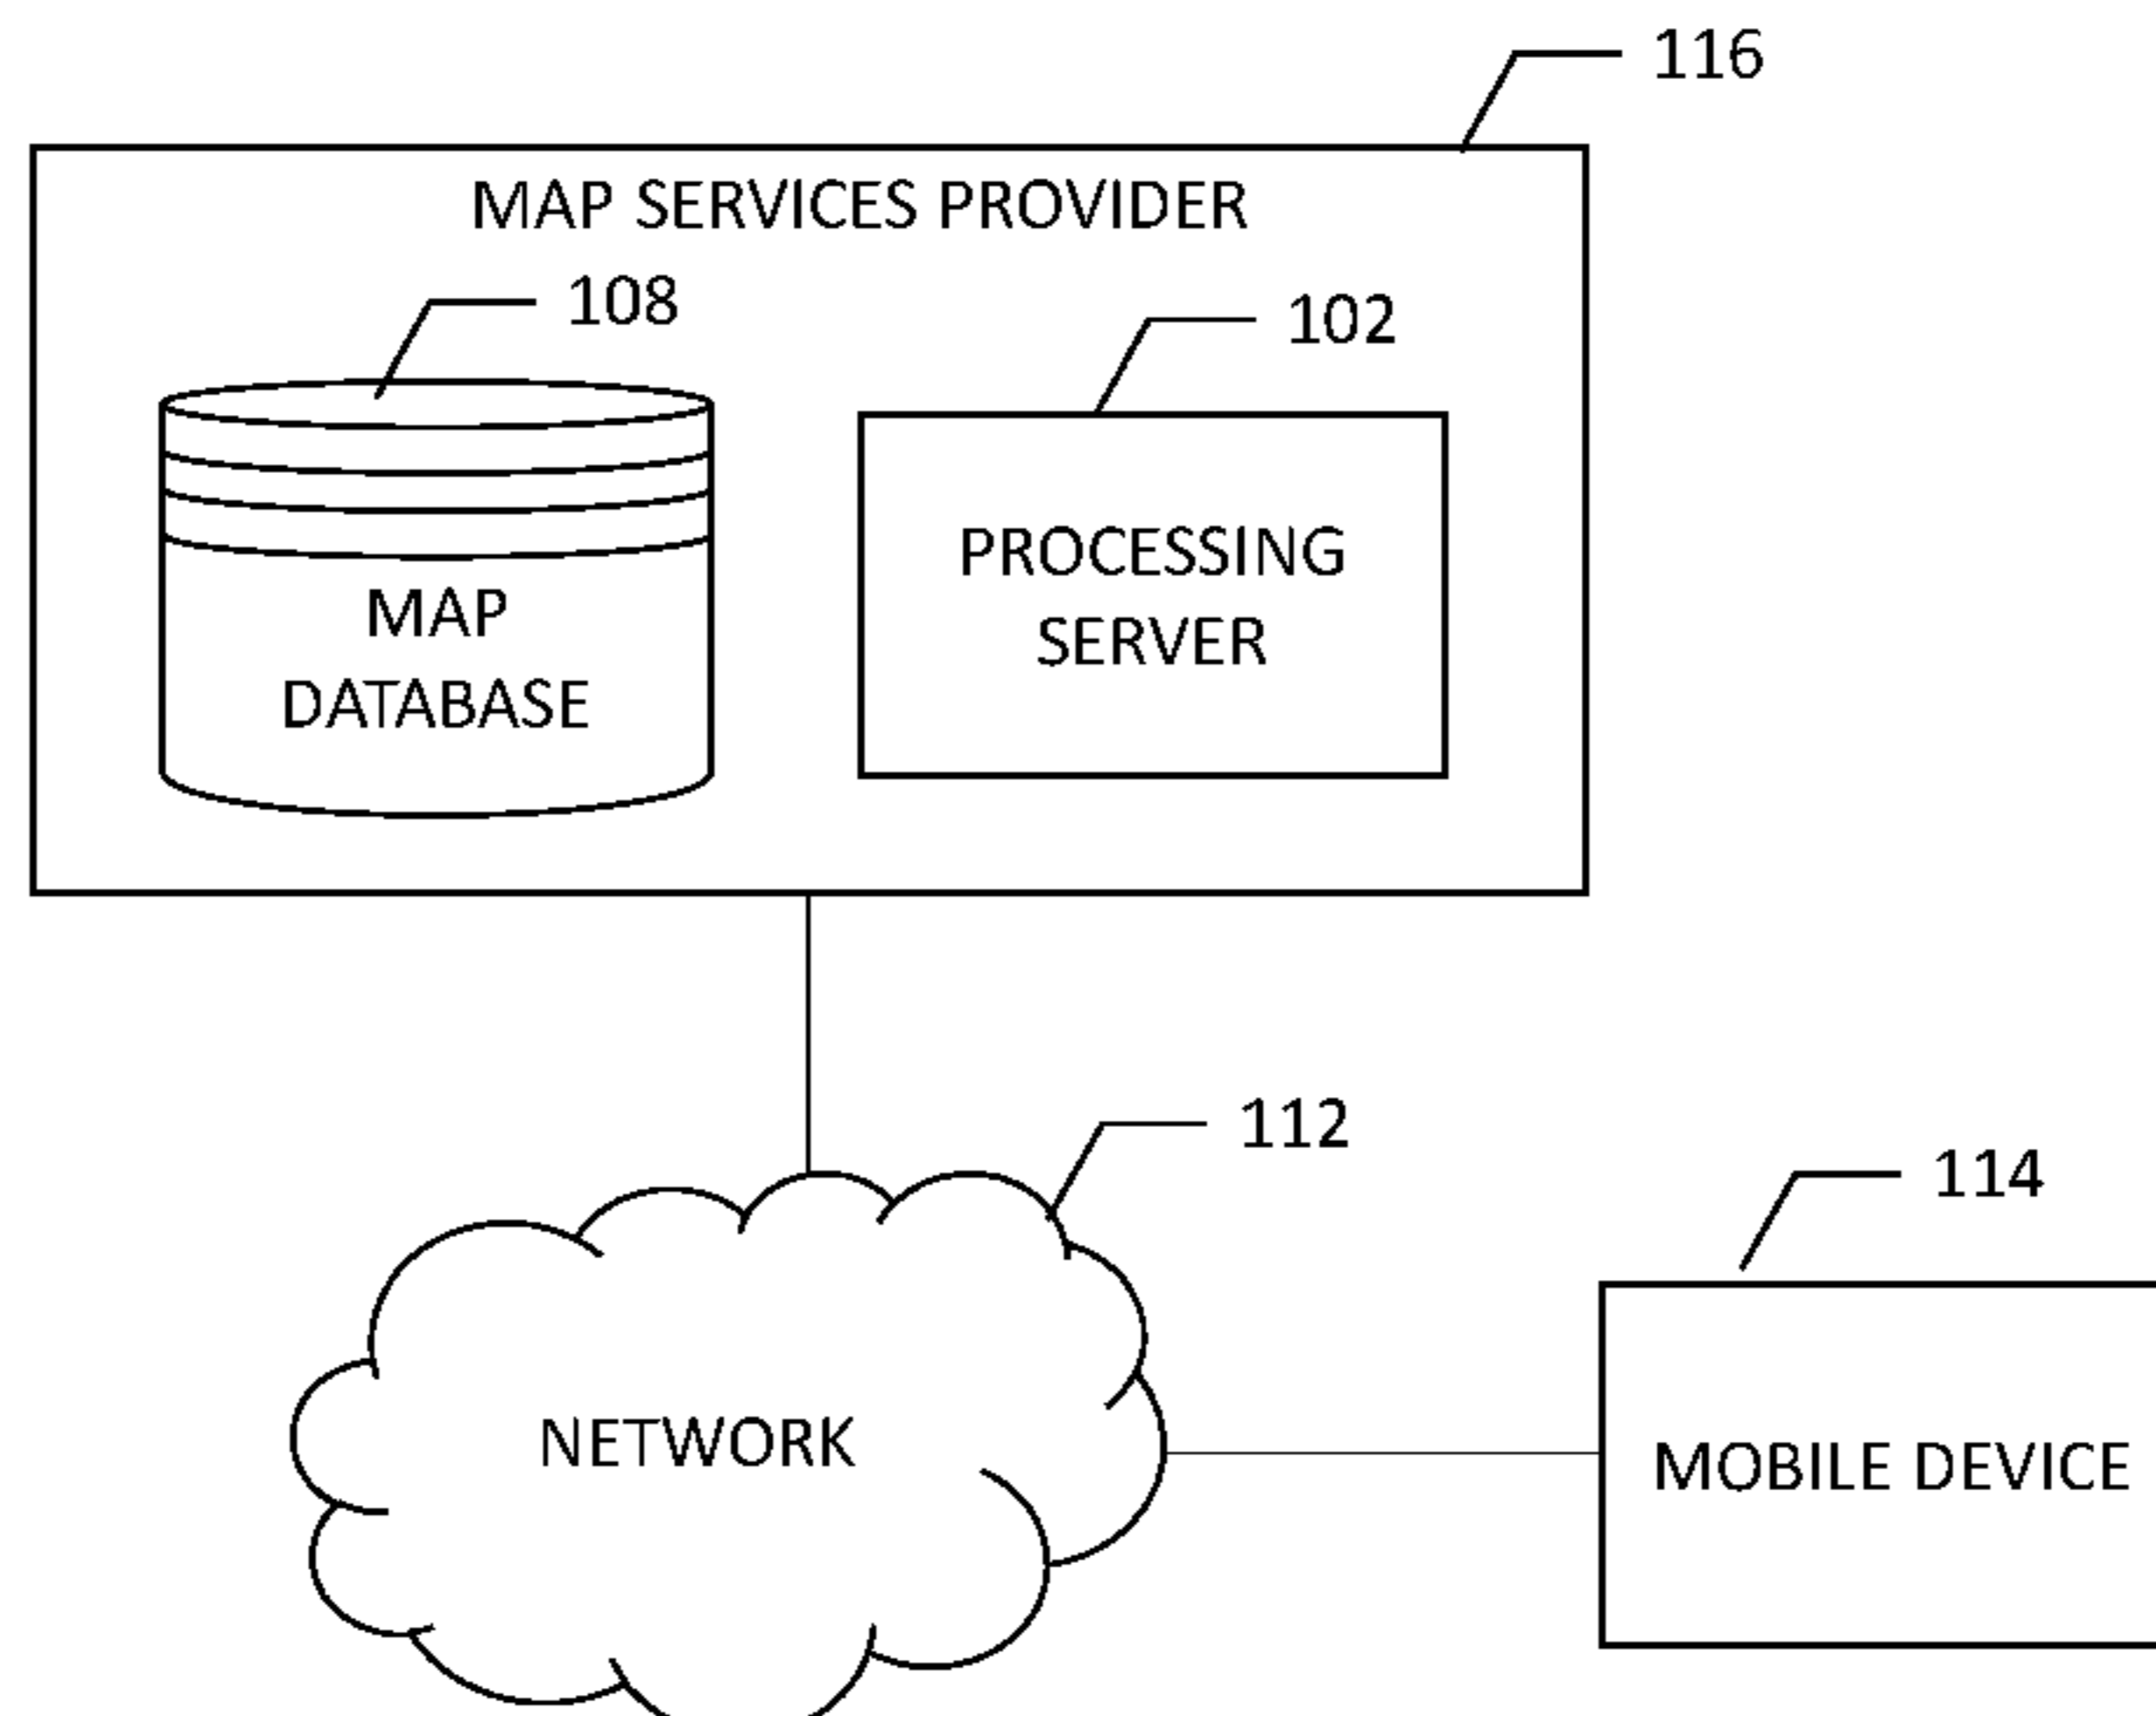 116
MAP SERVICES PROVIDER
108
102
PROCESSING
SERVER
MAP
DATABASE
112
114
NETWORK
MOBILE DEVICE